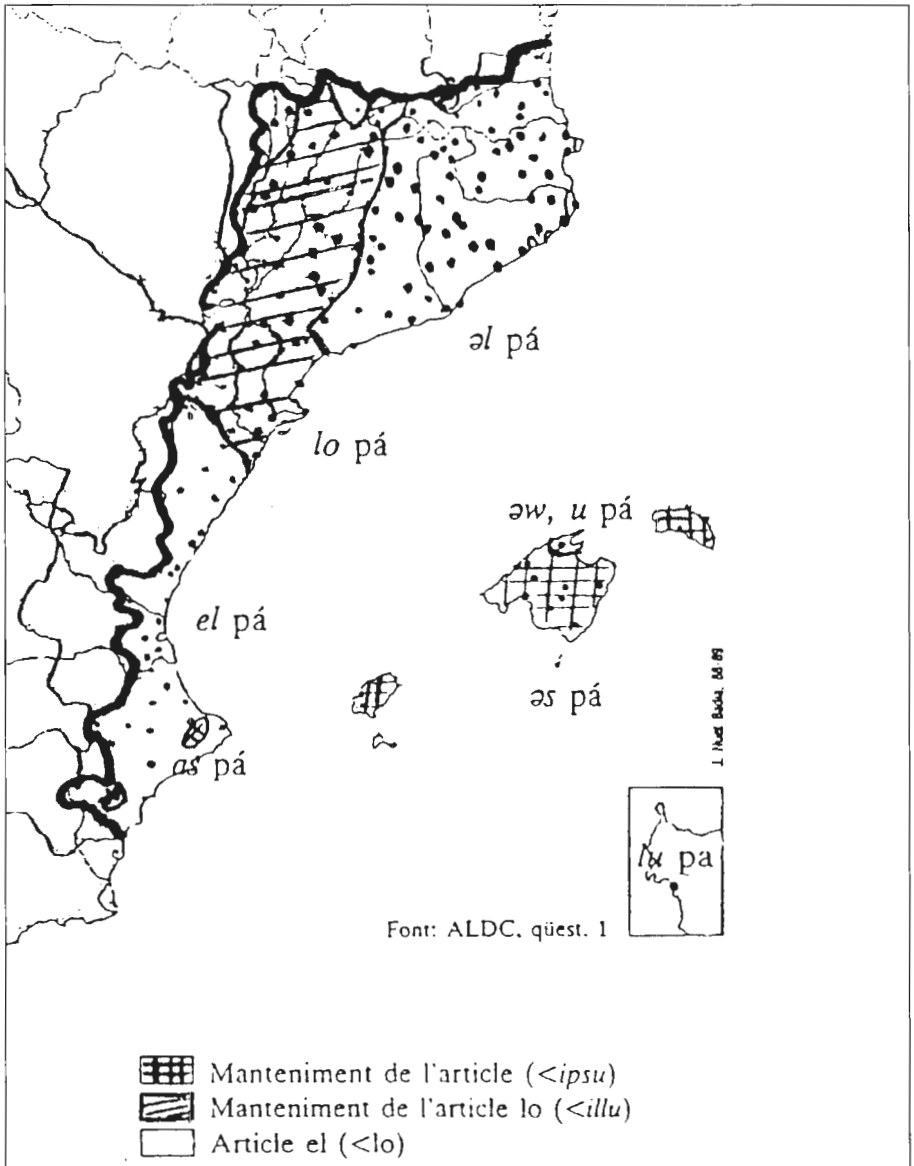 əl pá
lo pá
əw, u pá
el pá
əs pá
as pá
lu pa
Font: ALDC, qüest. 1
Manteniment de l'article (<ipsu)
Manteniment de l'article lo (<illu)
Article el (<lo)